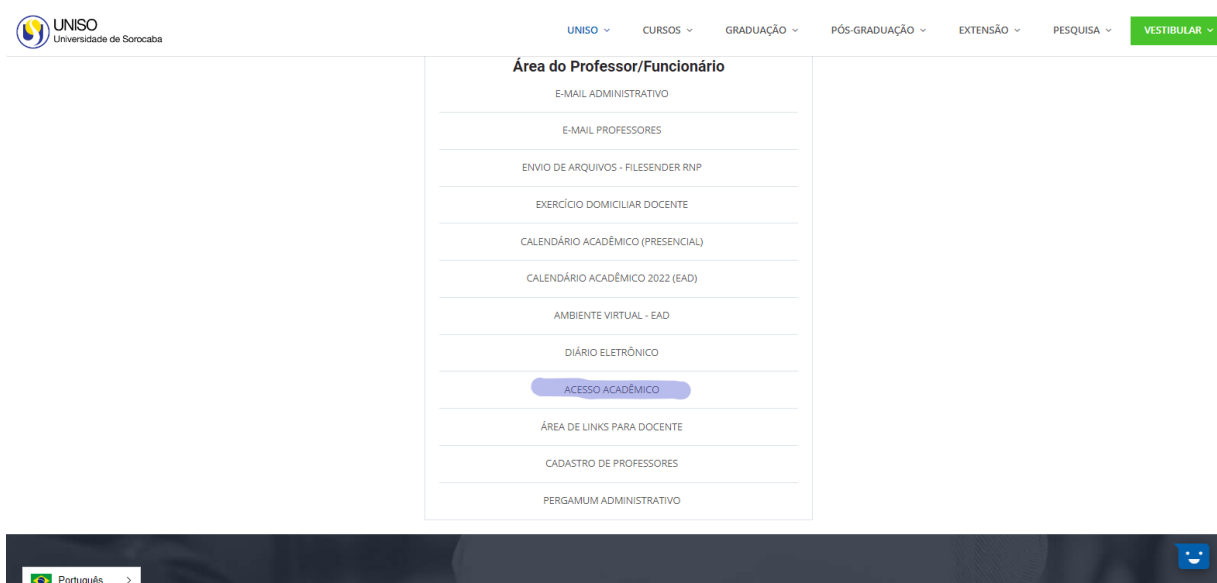 UNISO
Universidade de Sorocaba
UNISO CURSOS GRADUAÇÃO PÓS-GRADUAÇÃO EXTENSÃO PESQUISA VESTIBULAR
Área do Professor/Funcionário
E-MAIL ADMINISTRATIVO
E-MAIL PROFESSORES
ENVIO DE ARQUIVOS - FILESENDER RNP
EXERCÍCIO DOMICILIAR DOCENTE
CALENDÁRIO ACADÊMICO (PRESENCIAL)
CALENDÁRIO ACADÊMICO 2022 (EAD)
AMBIENTE VIRTUAL - EAD
DIÁRIO ELETRÔNICO
ACESSO ACADÊMICO
ÁREA DE LINKS PARA DOCENTE
CADASTRO DE PROFESSORES
PERGAMUM ADMINISTRATIVO
Português